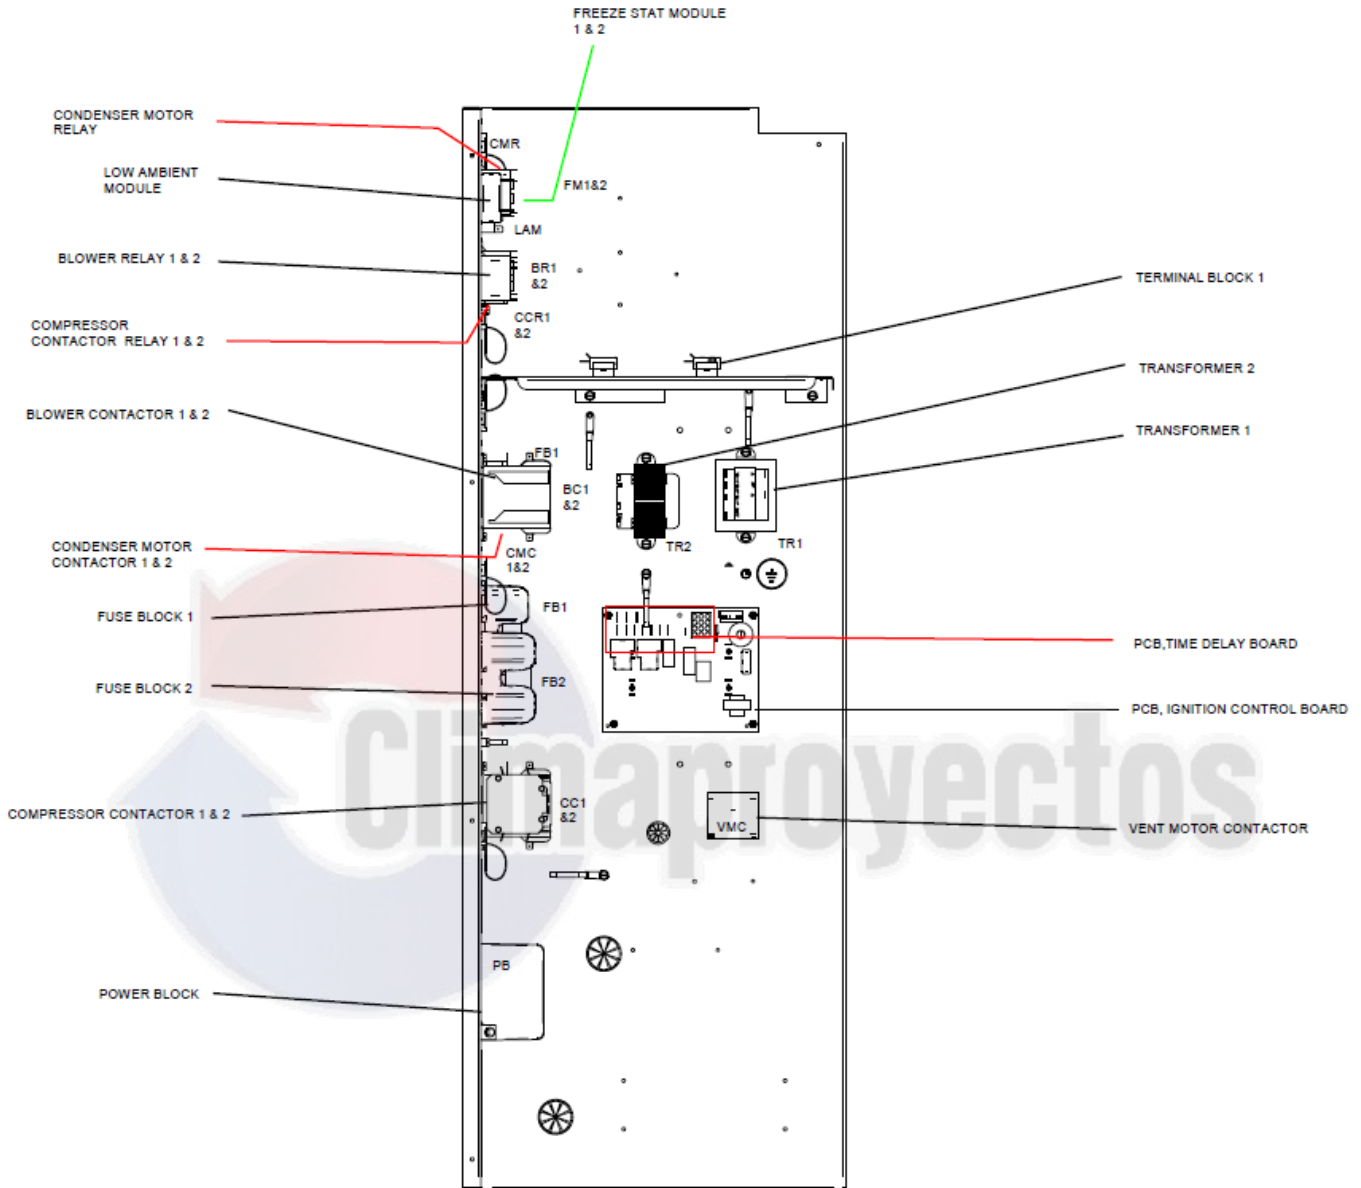 FREEZE STAT MODULE
1 & 2
CONDENSER MOTOR
RELAY
CMR
LOW AMBIENT
MODULE
FM1&2
LAM
BLOWER RELAY 1 & 2
BR1
&2
TERMINAL BLOCK 1
COMPRESSOR
CONTACTOR RELAY 1 & 2
CCR1
&2
TRANSFORMER 2
BLOWER CONTACTOR 1 & 2
TRANSFORMER 1
FB1
BC1
&2
TR2
TR1
CONDENSER MOTOR
CONTACTOR 1 & 2
CMC
1&2
FUSE BLOCK 1
FB1
PCB,TIME DELAY BOARD
FUSE BLOCK 2
FB2
PCB, IGNITION CONTROL BOARD
Climaproyectos
COMPRESSOR CONTACTOR 1 & 2
CC1
&2
VMC
VENT MOTOR CONTACTOR
PB
POWER BLOCK